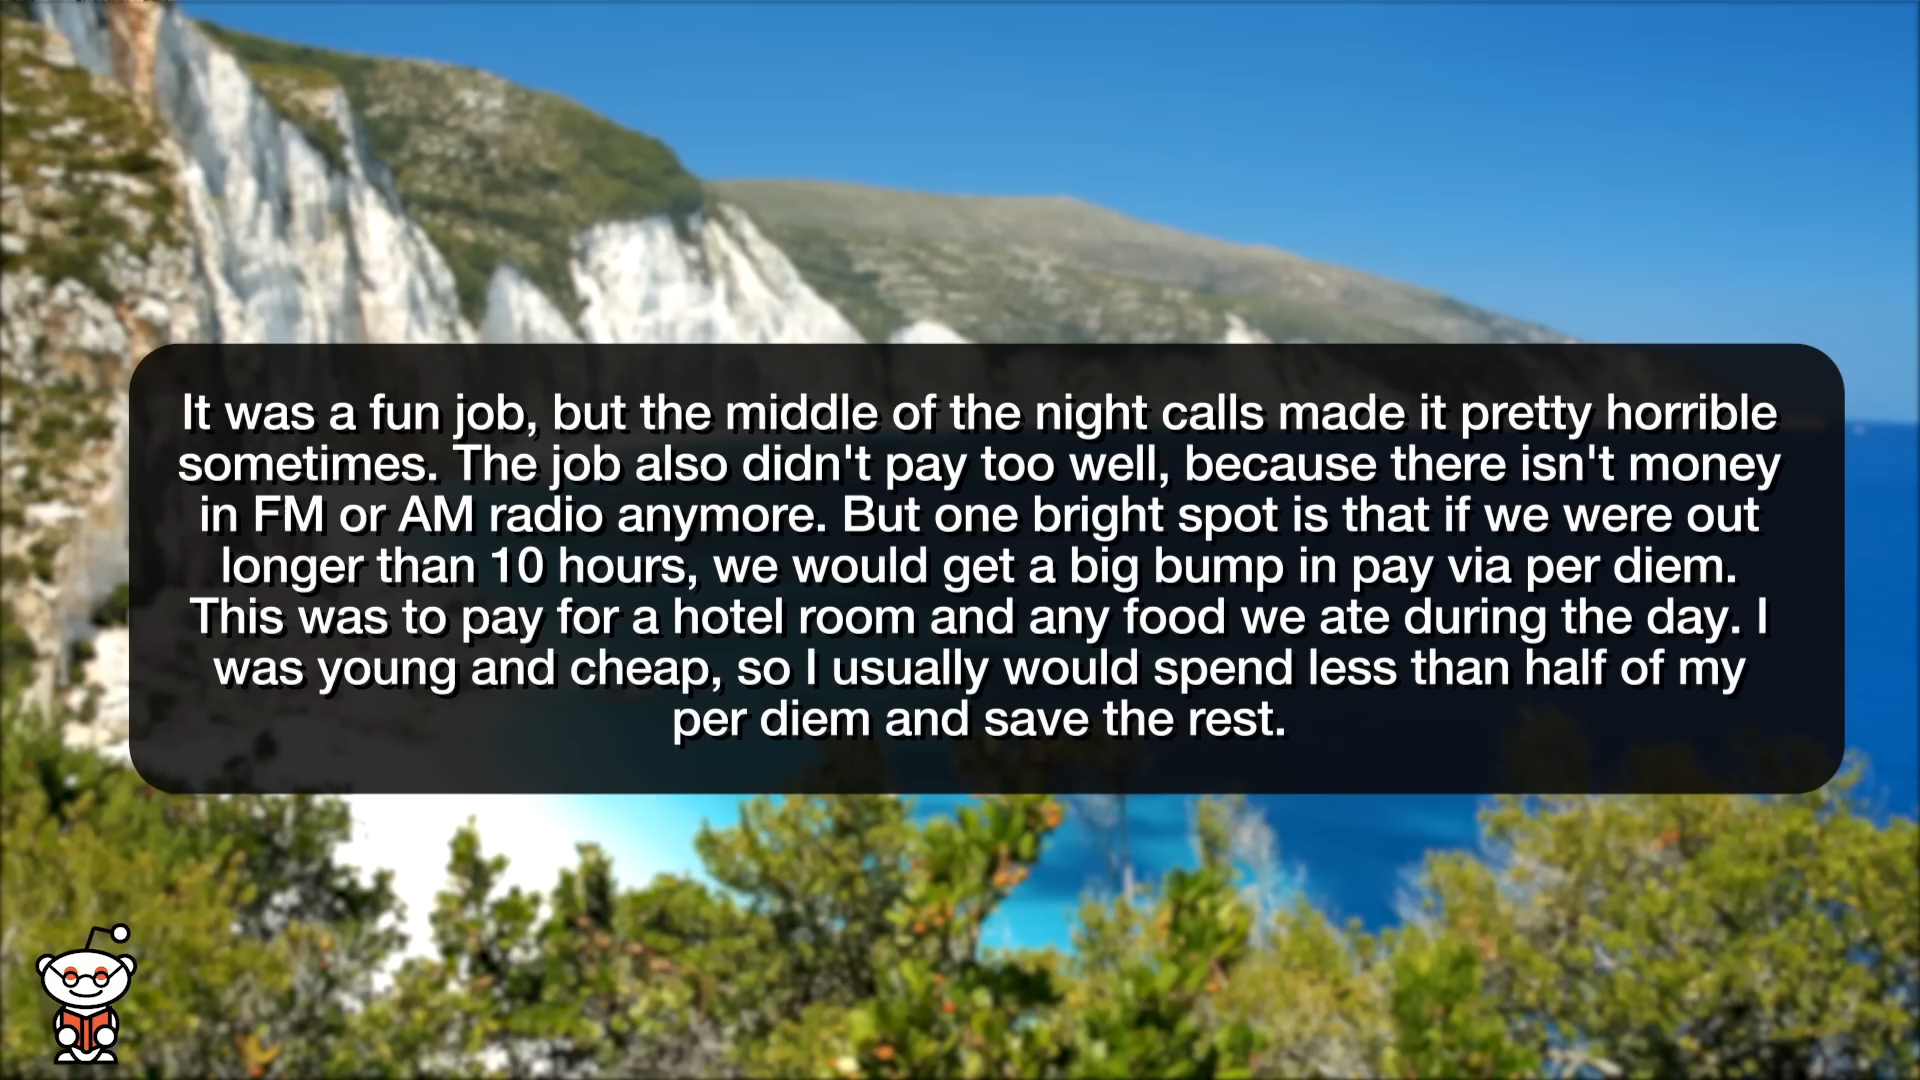 It was a fun job, but the middle of the night calls made it pretty horrible
sometimes. The job also didn't pay too well, because there isn't money
in FM or AM radio anymore. But one bright spot is that if we were out
longer than 10 hours, we would get a big bump in pay via per diem.
This was to pay for a hotel room and any food we ate during the day. I
was young and cheap, so I usually would spend less than half of my
per diem and save the rest.